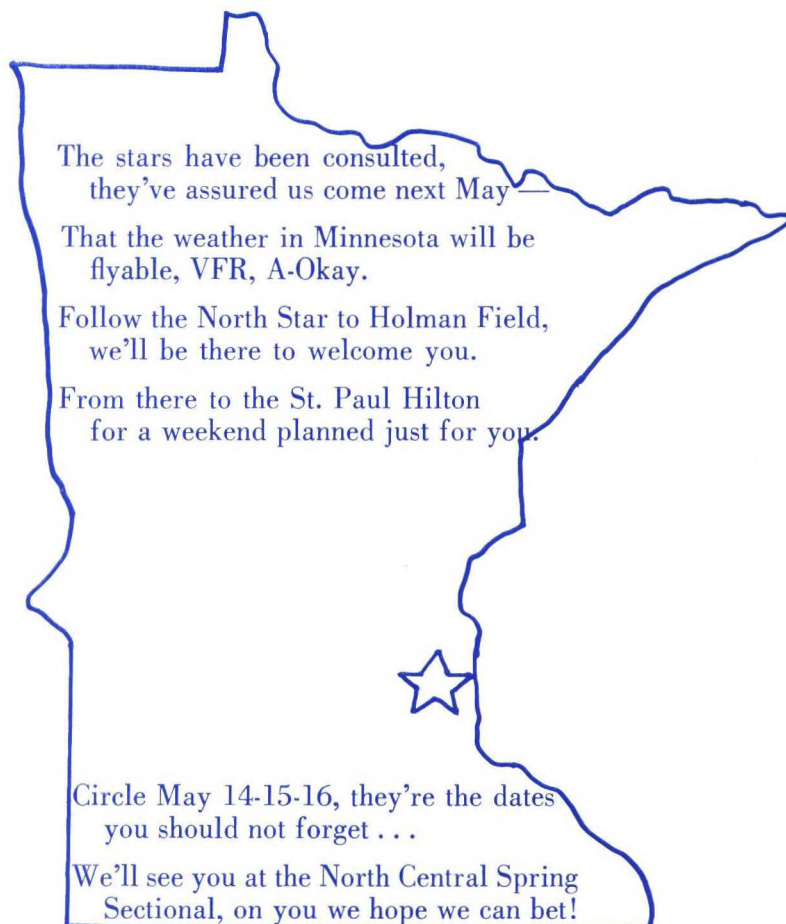 The stars have been consulted,
they've assured us come next May —
That the weather in Minnesota will be
flyable, VFR, A-Okay.
Follow the North Star to Holman Field,
we'll be there to welcome you.
From there to the St. Paul Hilton
for a weekend planned just for you.
Circle May 14-15-16, they're the dates
you should not forget . . .
We'll see you at the North Central Spring
Sectional, on you we hope we can bet!